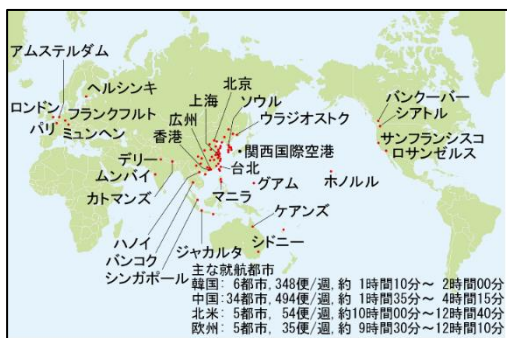 アムステルダム
ヘルシンキ
ロンドン
フランクフルト
パリ
ミュンヘン
北京
上海
ソウル
広州
ウラジオストク
香港
関西国際空港
デリー
台北
ムンバイ
カトマンズ
グアム
マニラ
ホノルル
バンクーバー
シアトル
サンフランシスコ
ロサンゼルス
ケアンズ
ハノイ
バンコク
ジャカルタ
シドニー
シンガポール
主な就航都市
韓国: 6都市,348便/週,約 1時間10分～ 2時間00分
中国:34都市,494便/週,約 1時間35分～ 4時間15分
北米: 5都市, 54便/週,約10時間00分～12時間40分
欧州: 5都市, 35便/週,約 9時間30分～12時間10分